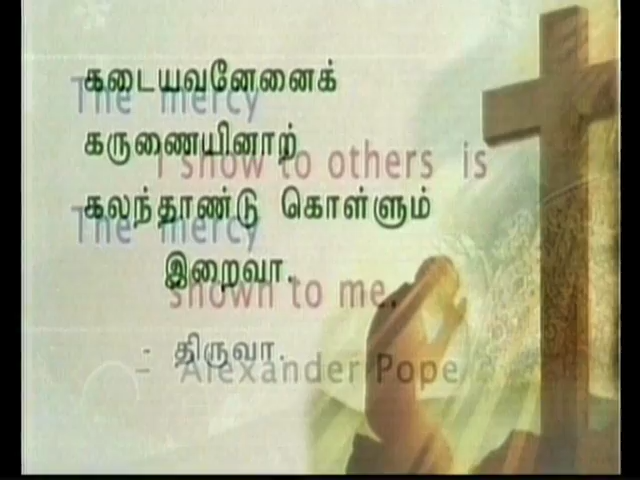 கடையவனேனைக்
The mercy
கருணையினாற்
I show to others is
கலந்தாண்டு கொள்ளும்
The mercy
இறைவா.
shown to me.
- திருவா.
– Alexander Pope